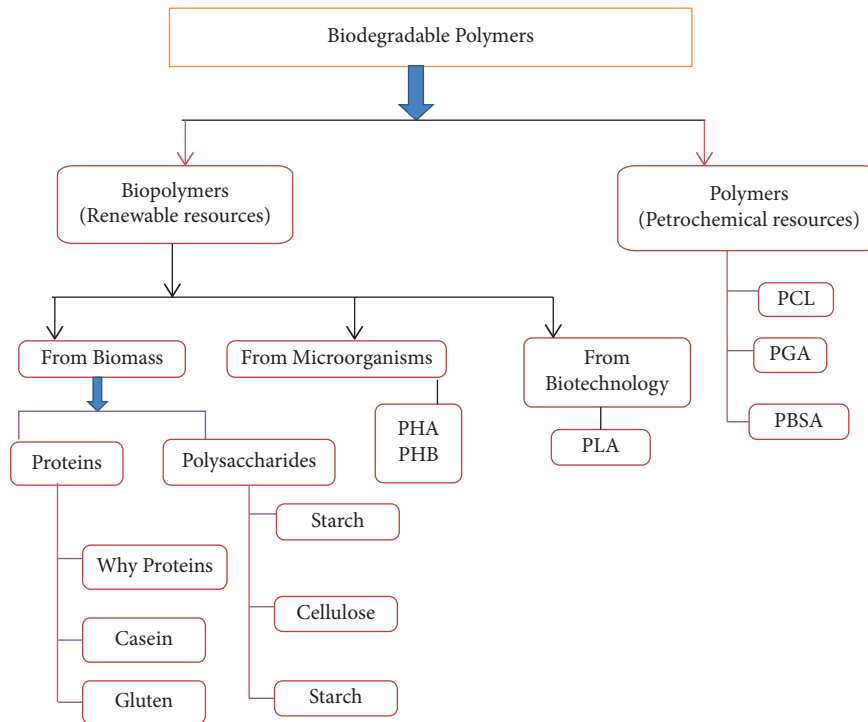 Biodegradable Polymers
Biopolymers
(Renewable resources)
Polymers
(Petrochemical resources)
PCL
PGA
PBSA
From Biomass
From Microorganisms
From
Biotechnology
PHA
PHB
PLA
Proteins
Polysaccharides
Why Proteins
Casein
Gluten
Starch
Cellulose
Starch